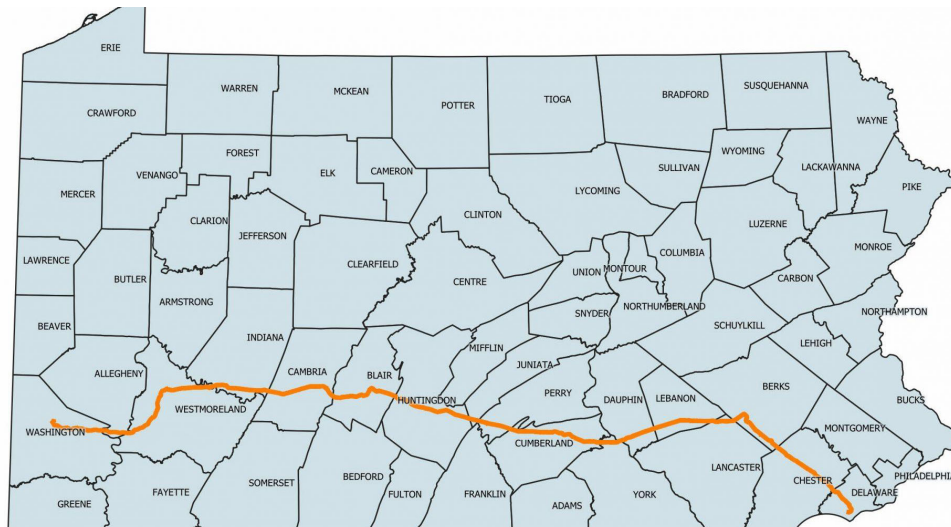 ERIE
WARREN
MCKEAN
POTTER
TIOGA
BRADFORD
SUSQUEHANNA
CRAWFORD
WAYNE
FOREST
WYOMING
VENANGO
ELK
CAMERON
SULLIVAN
LACKAWANNA
MERCER
LYCOMING
PIKE
CLARION
CLINTON
JEFFERSON
LUZERNE
COLUMBIA
MONROE
LAWRENCE
CLEARFIELD
UNION
MONTOUR
BUTLER
CENTRE
CARBON
ARMSTRONG
NORTHUMBERLAND
SNYDER
NORTHAMPTON
BEAVER
SCHUYLKILL
INDIANA
LEHIGH
MIFFLIN
JUNIATA
ALLEGHENY
CAMBRIA
BLAIR
BERKS
PERRY
DAUPHIN
LEBANON
BUCKS
HUNTINGDON
WESTMORELAND
WASHINGTON
MONTGOMERY
CUMBERLAND
LANCASTER
PHILADELPHIA
BEDFORD
SOMERSET
CHESTER
FAYETTE
DELAWARE
FULTON
FRANKLIN
YORK
GREENE
ADAMS